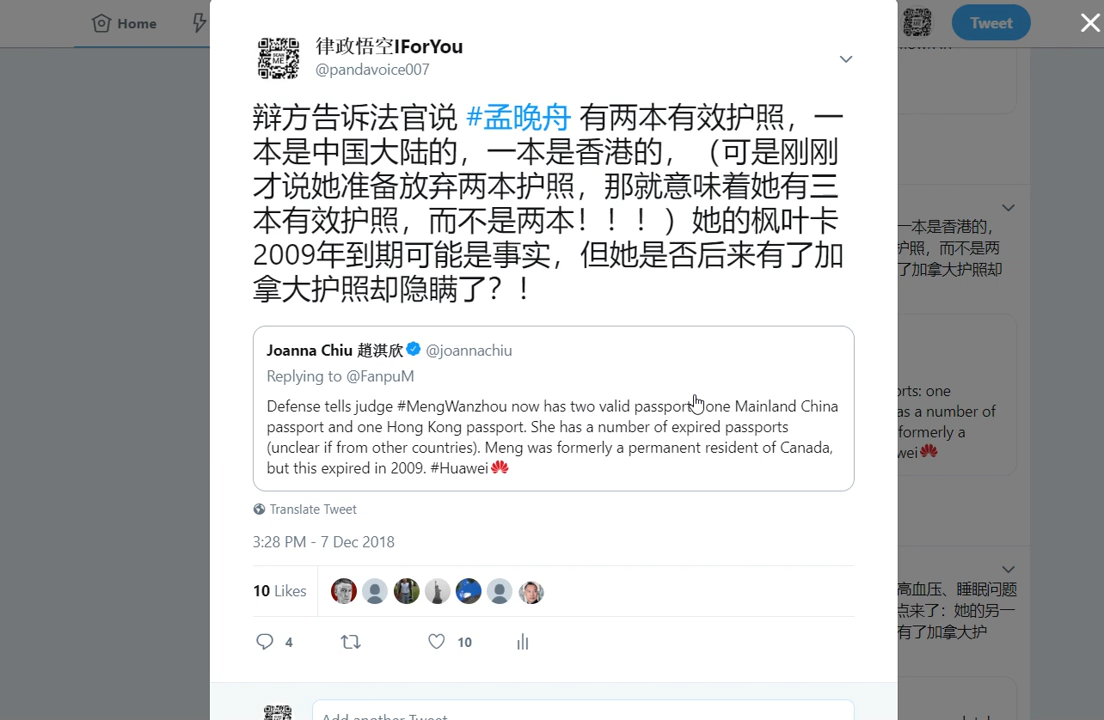 Home
Tweet
律政悟空IForYou
@pandavoice007
辩方告诉法官说 #孟晚舟 有两本有效护照，一
本是中国大陆的，一本是香港的，（可是刚刚
才说她准备放弃两本护照，那就意味着她有三
本有效护照，而不是两本！！！）她的枫叶卡
2009年到期可能是事实，但她是否后来有了加
拿大护照却隐瞒了？！
Joanna Chiu 趙淇欣 @joannachiu
Replying to @FanpuM
Defense tells judge #MengWanzhou now has two valid passports: one Mainland China
passport and one Hong Kong passport. She has a number of expired passports
(unclear if from other countries). Meng was formerly a permanent resident of Canada,
but this expired in 2009. #Huawei
Translate Tweet
3:28 PM - 7 Dec 2018
10 Likes
4
10
Add another Tweet
一本是香港的，
护照，而不是两
了加拿大护照却
orts: one
as a number of
formerly a
wei
高血压、睡眠问题
点来了：她的另一
有了加拿大护